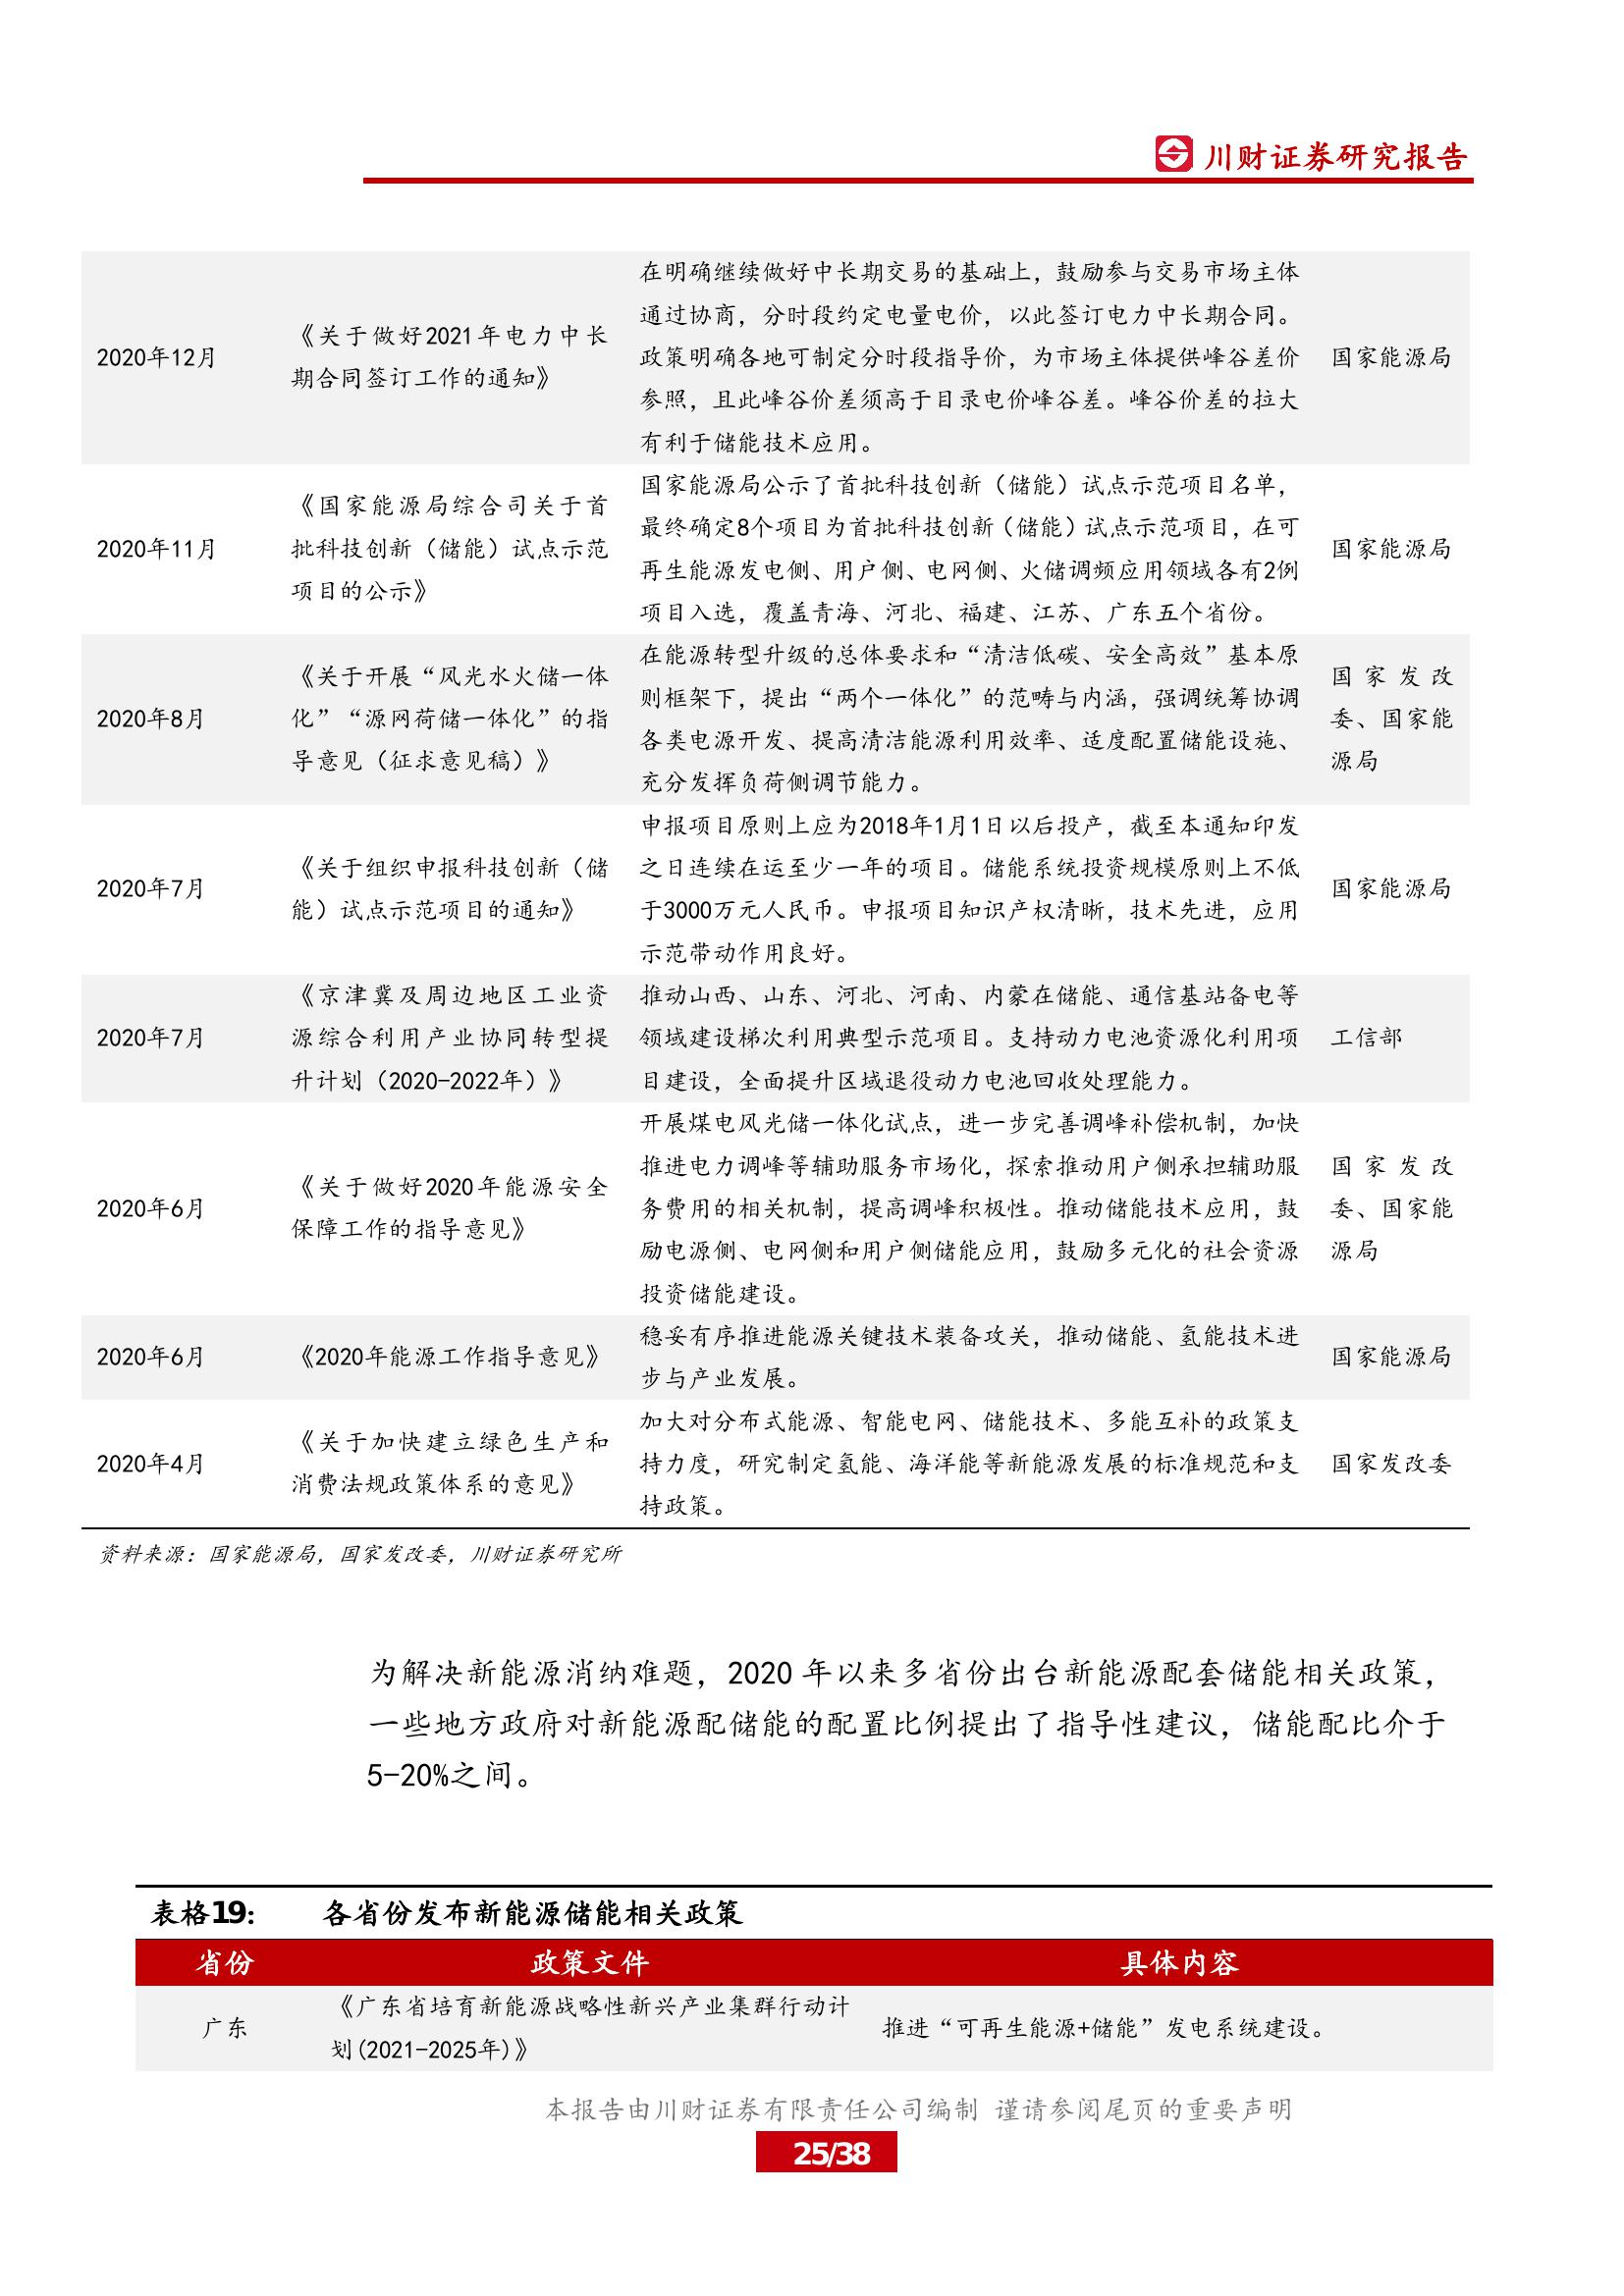 川财证券研究报告
在明确继续做好中长期交易的基础上，鼓励参与交易市场主体
通过协商，分时段约定电量电价，以此签订电力中长期合同。
2020年12月
《关于做好2021年电力中长
期合同签订工作的通知》
政策明确各地可制定分时段指导价，为市场主体提供峰谷差价
国家能源局
参照，且此峰谷价差须高于目录电价峰谷差。峰谷价差的拉大
有利于储能技术应用。
2020年11月
《国家能源局综合司关于首
批科技创新（储能）试点示范
项目的公示》
国家能源局公示了首批科技创新（储能）试点示范项目名单，
最终确定8个项目为首批科技创新（储能）试点示范项目，在可
再生能源发电侧、用户侧、电网侧、火储调频应用领域各有2例
项目入选，覆盖青海、河北、福建、江苏、广东五个省份。
国家能源局
2020年8月
《关于开展“风光水火储一体
化”“源网荷储一体化”的指
导意见（征求意见稿）》
在能源转型升级的总体要求和“清洁低碳、安全高效”基本原
则框架下，提出“两个一体化”的范畴与内涵，强调统筹协调
各类电源开发、提高清洁能源利用效率、适度配置储能设施、
充分发挥负荷侧调节能力。
国家发改
委、国家能
源局
2020年7月
《关于组织申报科技创新（储
能）试点示范项目的通知》
申报项目原则上应为2018年1月1日以后投产，截至本通知印发
之日连续在运至少一年的项目。储能系统投资规模原则上不低
于3000万元人民币。申报项目知识产权清晰，技术先进，应用
示范带动作用良好。
国家能源局
2020年7月
《京津冀及周边地区工业资
源综合利用产业协同转型提
升计划（2020-2022年）》
推动山西、山东、河北、河南、内蒙在储能、通信基站备电等
领域建设梯次利用典型示范项目。支持动力电池资源化利用项
目建设，全面提升区域退役动力电池回收处理能力。
工信部
2020年6月
《关于做好2020年能源安全
保障工作的指导意见》
开展煤电风光储一体化试点，进一步完善调峰补偿机制，加快
推进电力调峰等辅助服务市场化，探索推动用户侧承担辅助服
务费用的相关机制，提高调峰积极性。推动储能技术应用，鼓
励电源侧、电网侧和用户侧储能应用，鼓励多元化的社会资源
投资储能建设。
国家发改
委、国家能
源局
2020年6月
《2020年能源工作指导意见》
稳妥有序推进能源关键技术装备攻关，推动储能、氢能技术进
步与产业发展。
国家能源局
2020年4月
《关于加快建立绿色生产和
消费法规政策体系的意见》
加大对分布式能源、智能电网、储能技术、多能互补的政策支
持力度，研究制定氢能、海洋能等新能源发展的标准规范和支
持政策。
国家发改委
资料来源：国家能源局，国家发改委，川财证券研究所
为解决新能源消纳难题，2020 年以来多省份出台新能源配套储能相关政策，
一些地方政府对新能源配储能的配置比例提出了指导性建议，储能配比介于
5-20%之间。
表格19： 各省份发布新能源储能相关政策
省份 政策文件 具体内容
广东
《广东省培育新能源战略性新兴产业集群行动计
划(2021-2025年)》
推进“可再生能源+储能”发电系统建设。
本报告由川财证券有限责任公司编制 谨请参阅尾页的重要声明
25/38